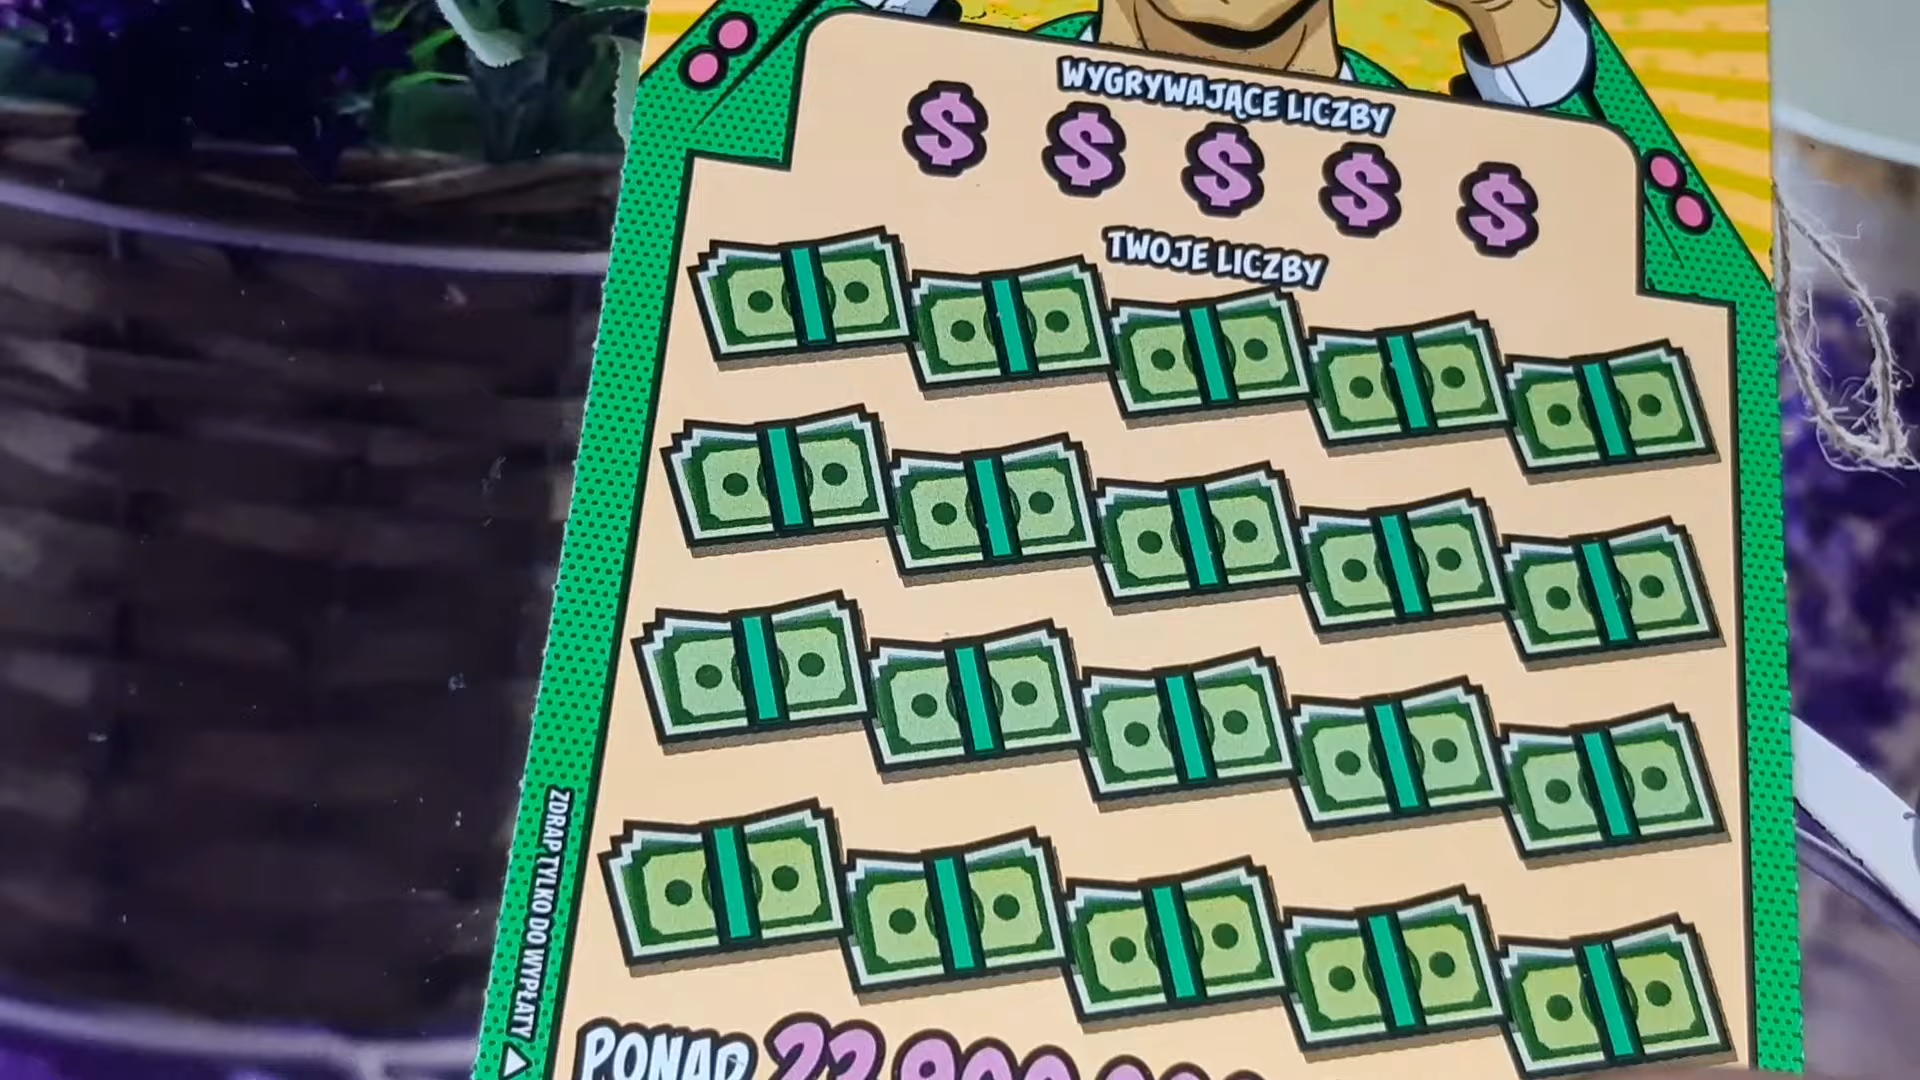 WYGRYWAJĄCE LICZBY
$ $ $ $ $
TWOJE LICZBY
ZDRAP TYLKO DO WYPŁATY
PONAD